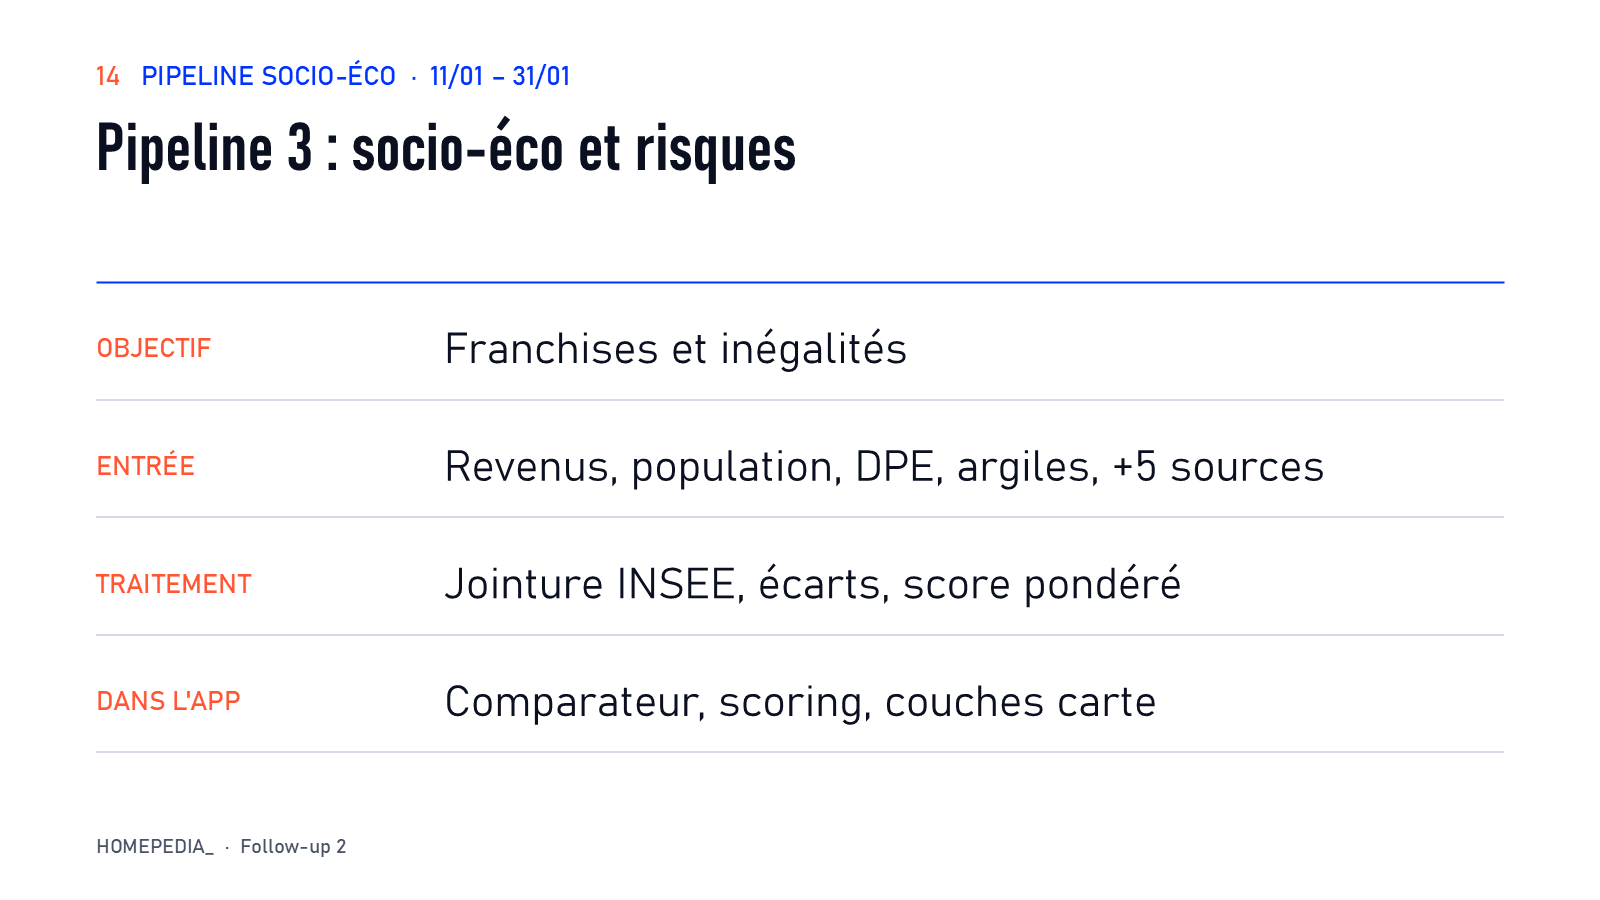 14 PIPELINE SOCIO-ÉCO · 11/01 – 31/01
Pipeline 3 : socio-éco et risques
OBJECTIF Franchises et inégalités
ENTRÉE Revenus, population, DPE, argiles, +5 sources
TRAITEMENT Jointure INSEE, écarts, score pondéré
DANS L'APP Comparateur, scoring, couches carte
HOMEPEDIA_ · Follow-up 2